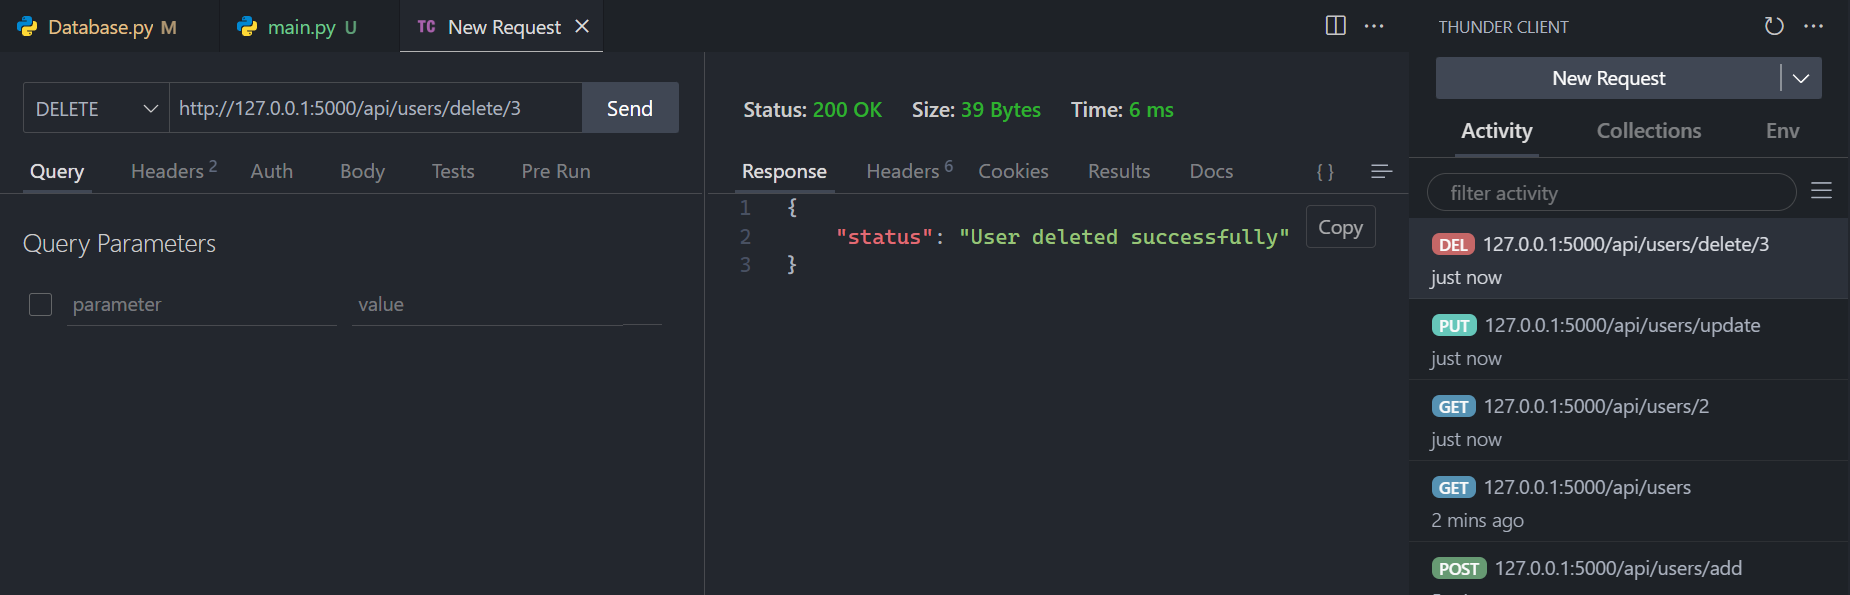 Database.py M
main.py U
TC New Request
DELETE
http://127.0.0.1:5000/api/users/delete/3
Send
Query
Headers 2
Auth
Body
Tests
Pre Run
Query Parameters
parameter
value
Status: 200 OK
Size: 39 Bytes
Time: 6 ms
Response
Headers 6
Cookies
Results
Docs
{ }
1 {
2 "status": "User deleted successfully"
3 }
Copy
THUNDER CLIENT
New Request
Activity
Collections
Env
filter activity
DEL 127.0.0.1:5000/api/users/delete/3
just now
PUT 127.0.0.1:5000/api/users/update
just now
GET 127.0.0.1:5000/api/users/2
just now
GET 127.0.0.1:5000/api/users
2 mins ago
POST 127.0.0.1:5000/api/users/add